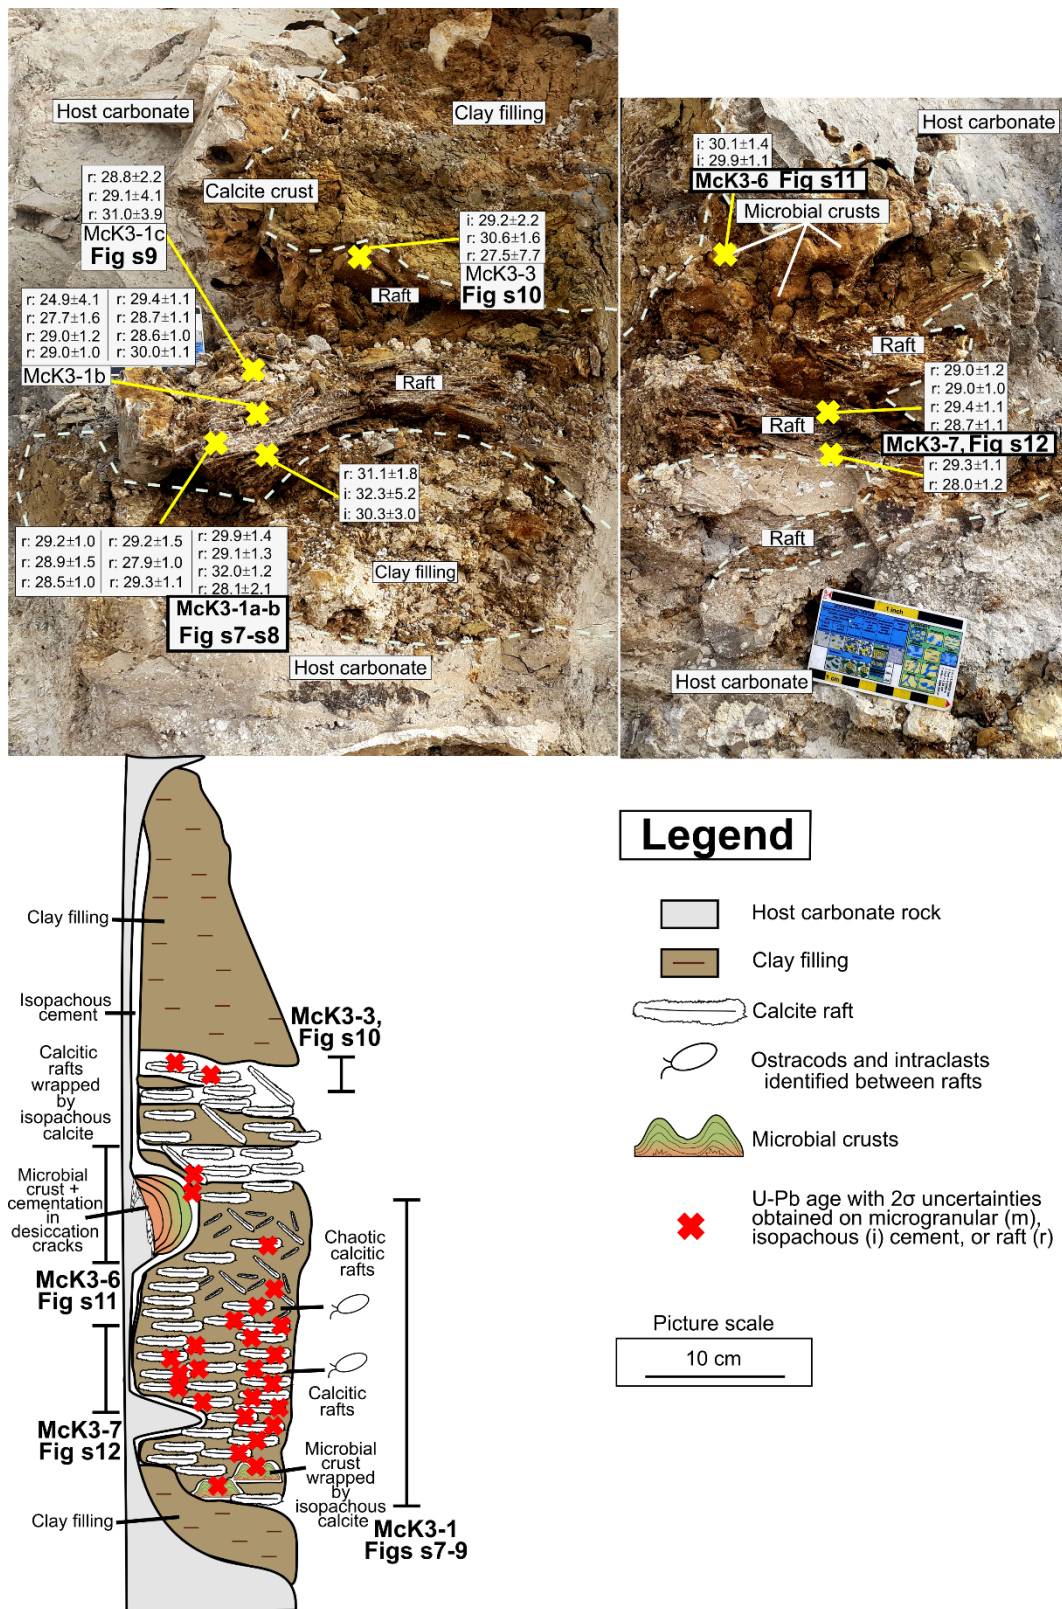 Host carbonate
Clay filling
r: 28.8±2.2
r: 29.1±4.1
r: 31.0±3.9
McK3-1c
Fig s9
Calcite crust
i: 29.2±2.2
r: 30.6±1.6
r: 27.5±7.7
McK3-3
Fig s10
Raft
r: 24.9±4.1 r: 29.4±1.1
r: 27.7±1.6 r: 28.7±1.1
r: 29.0±1.2 r: 28.6±1.0
r: 29.0±1.0 r: 30.0±1.1
McK3-1b
Raft
r: 31.1±1.8
i: 32.3±5.2
i: 30.3±3.0
r: 29.2±1.0 r: 29.2±1.5 r: 29.9±1.4
r: 28.9±1.5 r: 27.9±1.0 r: 29.1±1.3
r: 28.5±1.0 r: 29.3±1.1 r: 32.0±1.2
r: 28.1±2.1
McK3-1a-b
Fig s7-s8
Clay filling
Host carbonate
Host carbonate
i: 30.1±1.4
i: 29.9±1.1
McK3-6 Fig s11
Microbial crusts
Raft
r: 29.0±1.2
r: 29.0±1.0
r: 29.4±1.1
r: 28.7±1.1
Raft
McK3-7, Fig s12
r: 29.3±1.1
r: 28.0±1.2
Raft
1 inch
Host carbonate
1 cm
Clay filling
Isopachous
cement
McK3-3,
Fig s10
Calcitic
rafts
wrapped
by
isopachous
calcite
Microbial
crust +
cementation
in
desiccation
cracks
McK3-6
Fig s11
Chaotic
calcitic
rafts
Calcitic
rafts
McK3-7
Fig s12
Microbial
crust
wrapped
by
isopachous
calcite
Clay filling
McK3-1
Figs s7-9
Legend
Host carbonate rock
Clay filling
Calcite raft
Ostracods and intraclasts
identified between rafts
Microbial crusts
U-Pb age with 2σ uncertainties
obtained on microgranular (m),
isopachous (i) cement, or raft (r)
Picture scale
10 cm